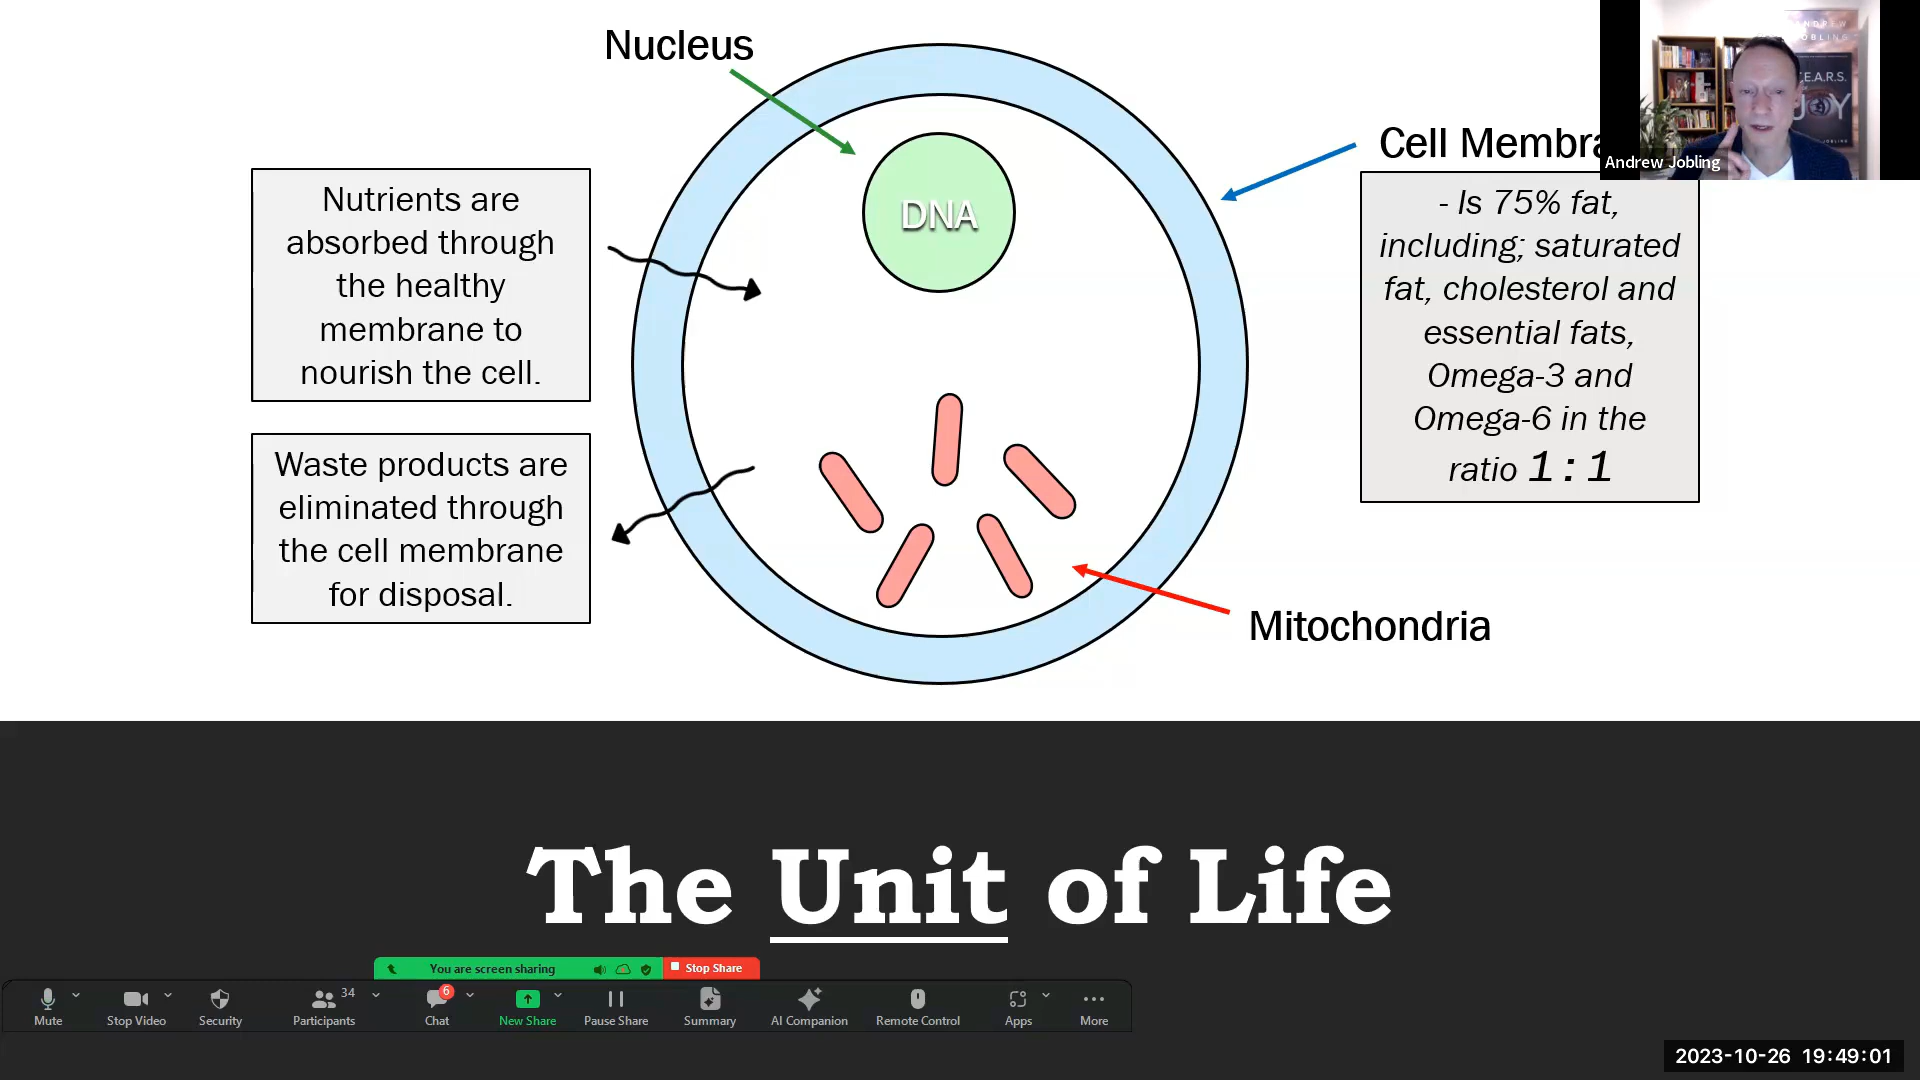 Nucleus
DNA
Nutrients are
absorbed through
the healthy
membrane to
nourish the cell.
Waste products are
eliminated through
the cell membrane
for disposal.
Cell Membra
- Is 75% fat,
including; saturated
fat, cholesterol and
essential fats,
Omega-3 and
Omega-6 in the
ratio 1:1
Mitochondria
Andrew Jobling
The Unit of Life
You are screen sharing
Stop Share
Mute
Stop Video
Security
Participants
34
Chat
6
New Share
Pause Share
Summary
AI Companion
Remote Control
Apps
More
2023-10-26 19:49:01